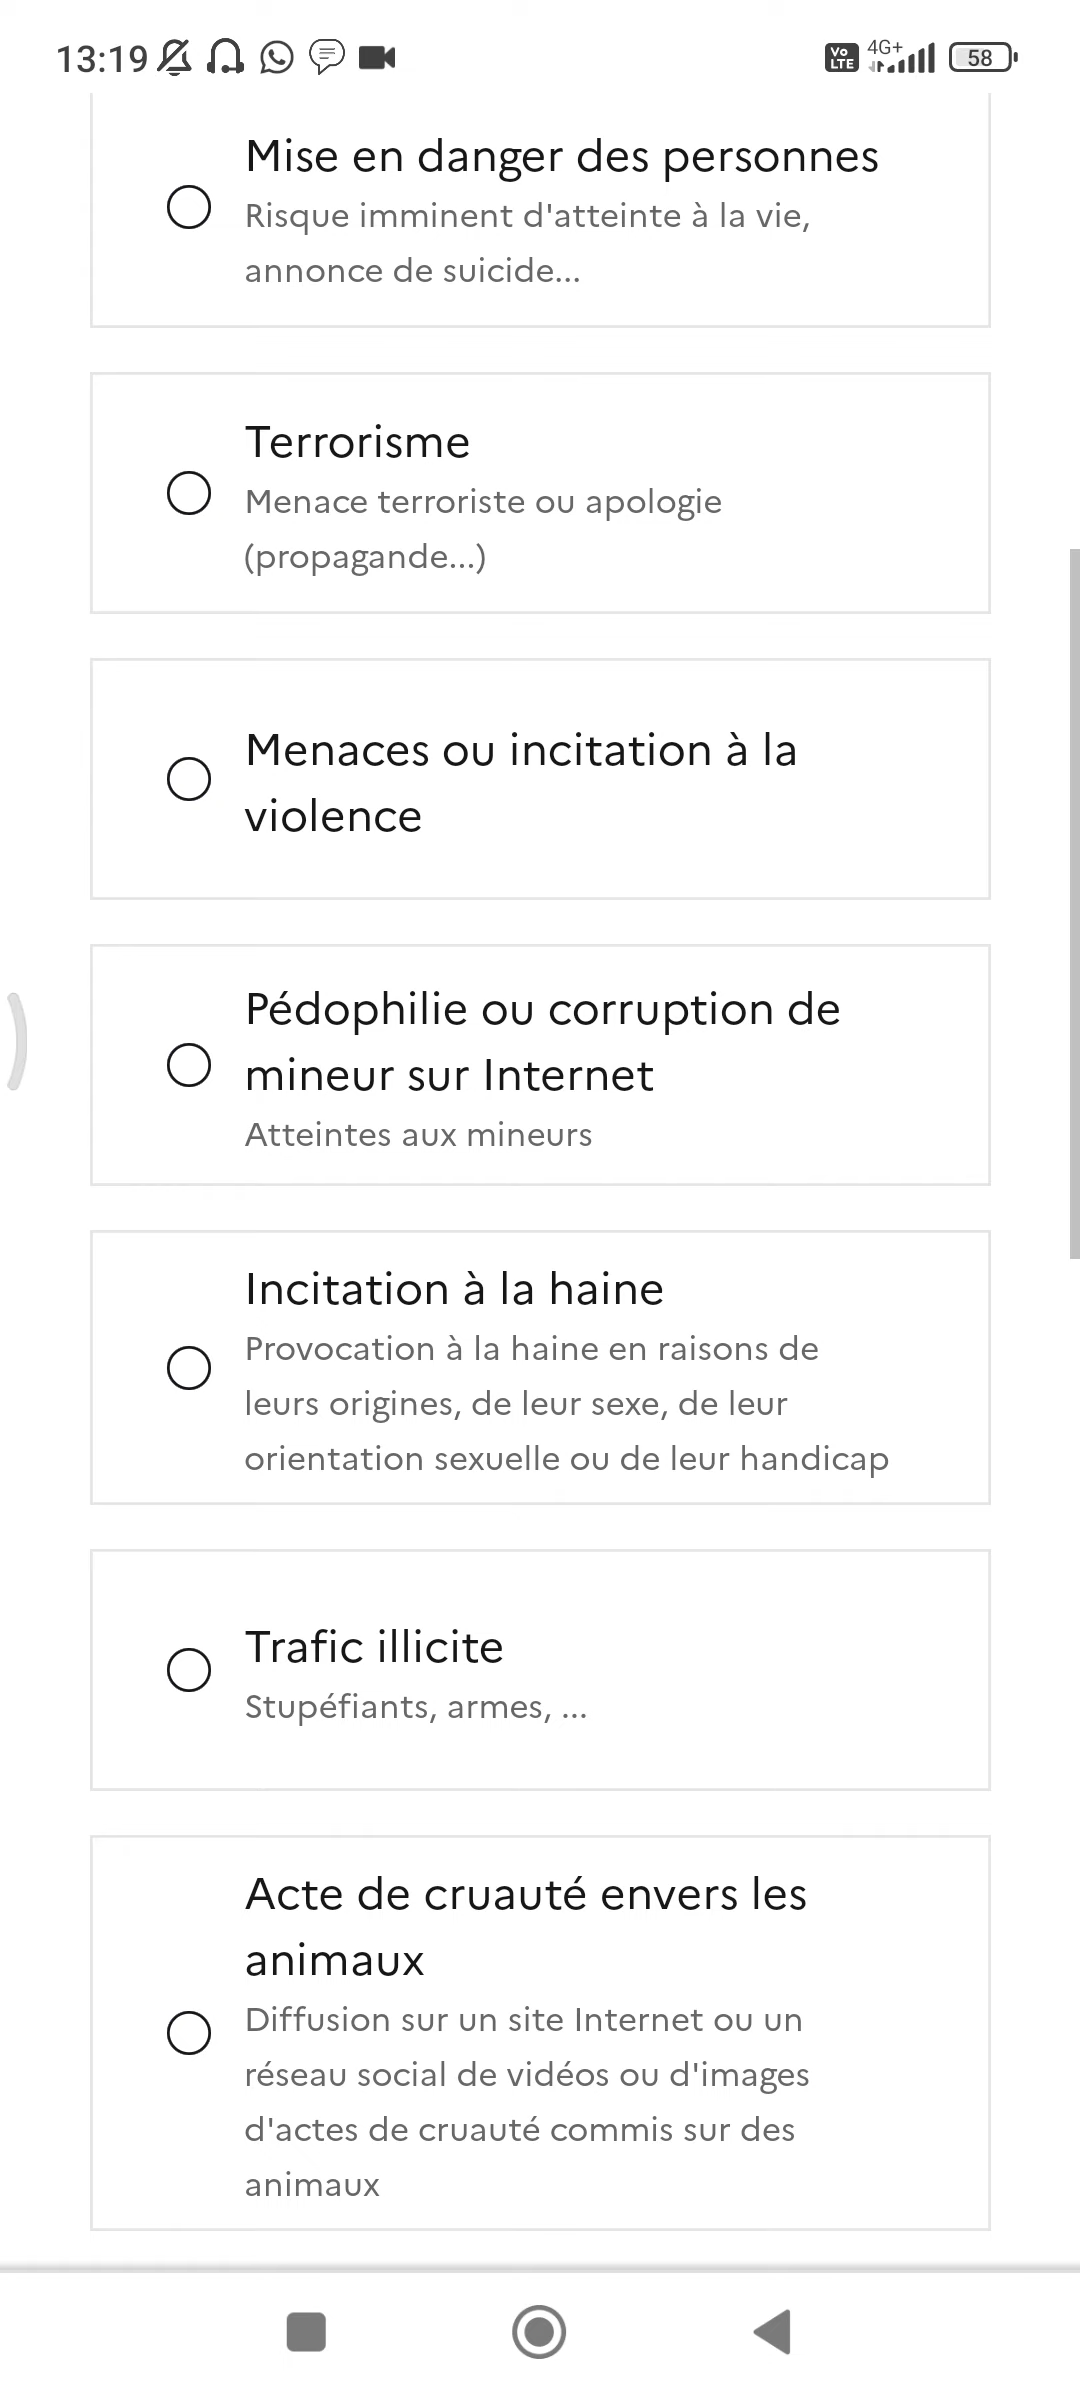 13:19
Vo LTE 4G+ 58
Mise en danger des personnes
Risque imminent d'atteinte à la vie,
annonce de suicide...
Terrorisme
Menace terroriste ou apologie
(propagande...)
Menaces ou incitation à la
violence
Pédophilie ou corruption de
mineur sur Internet
Atteintes aux mineurs
Incitation à la haine
Provocation à la haine en raisons de
leurs origines, de leur sexe, de leur
orientation sexuelle ou de leur handicap
Trafic illicite
Stupéfiants, armes, ...
Acte de cruauté envers les
animaux
Diffusion sur un site Internet ou un
réseau social de vidéos ou d'images
d'actes de cruauté commis sur des
animaux